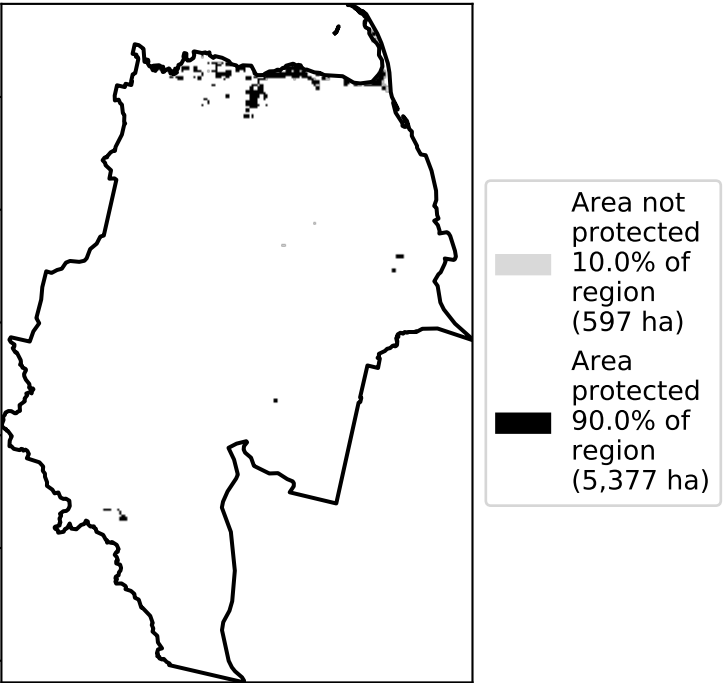 Area not
protected
10.0% of
region
(597 ha)
Area
protected
90.0% of
region
(5,377 ha)